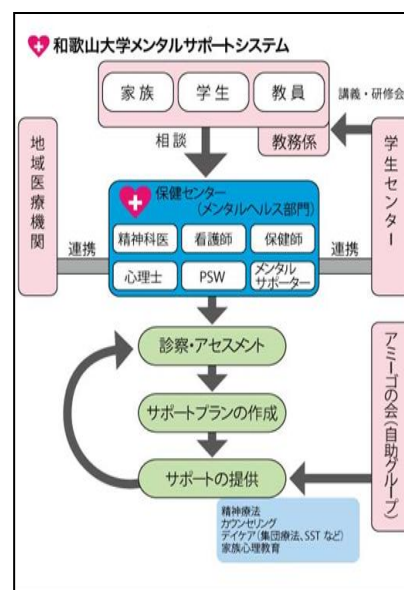 和歌山大学メンタルサポートシステム
家族
学生
教員
講義・研修会
相談
教務係
地域医療機関
学生センター
保健センター
(メンタルヘルス部門)
精神科医
看護師
保健師
連携
連携
心理士
PSW
メンタル
サポーター
診察・アセスメント
サポートプランの作成
サポートの提供
アミーゴの会(自助グループ)
精神療法
カウンセリング
デイケア(集団療法、SST など)
家族心理教育